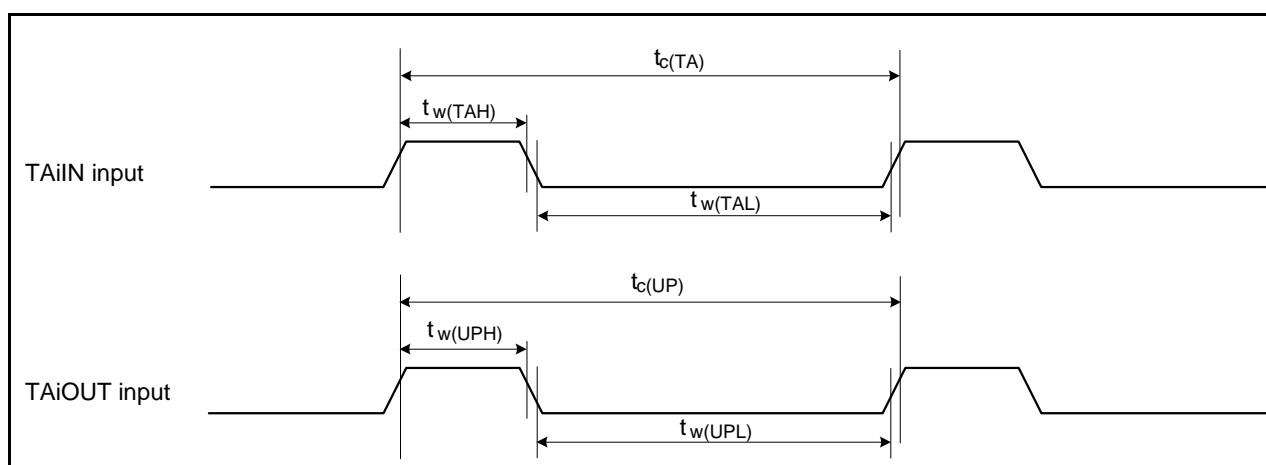 tc(TA)
tw(TAH)
TAiIN input
tw(TAL)
tc(UP)
tw(UPH)
TAiOUT input
tw(UPL)